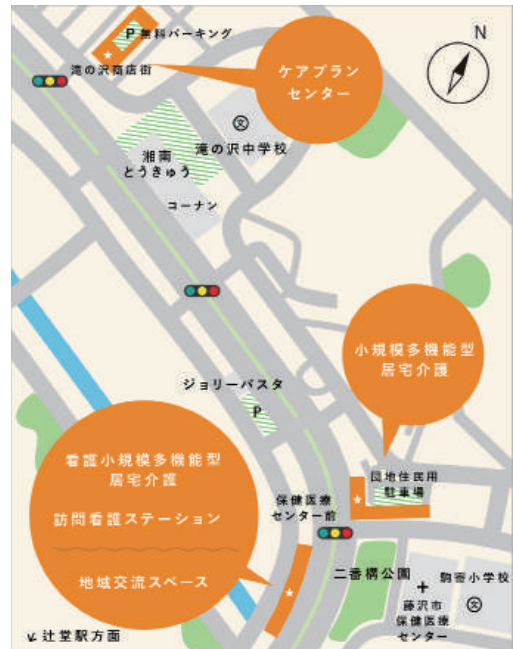 N
P 無料パーキング
滝の沢商店街
ケアプラン
センター
文
滝の沢中学校
湘南
とうきゅう
コーナン
小規模多機能型
居宅介護
ジョリーパスタ
P
看護小規模多機能型
居宅介護
訪問看護ステーション
地域交流スペース
団地住民用
駐車場
保健医療
センター前
二番構公園
駒寄小学校
文
藤沢市
保健医療
センター
辻堂駅方面